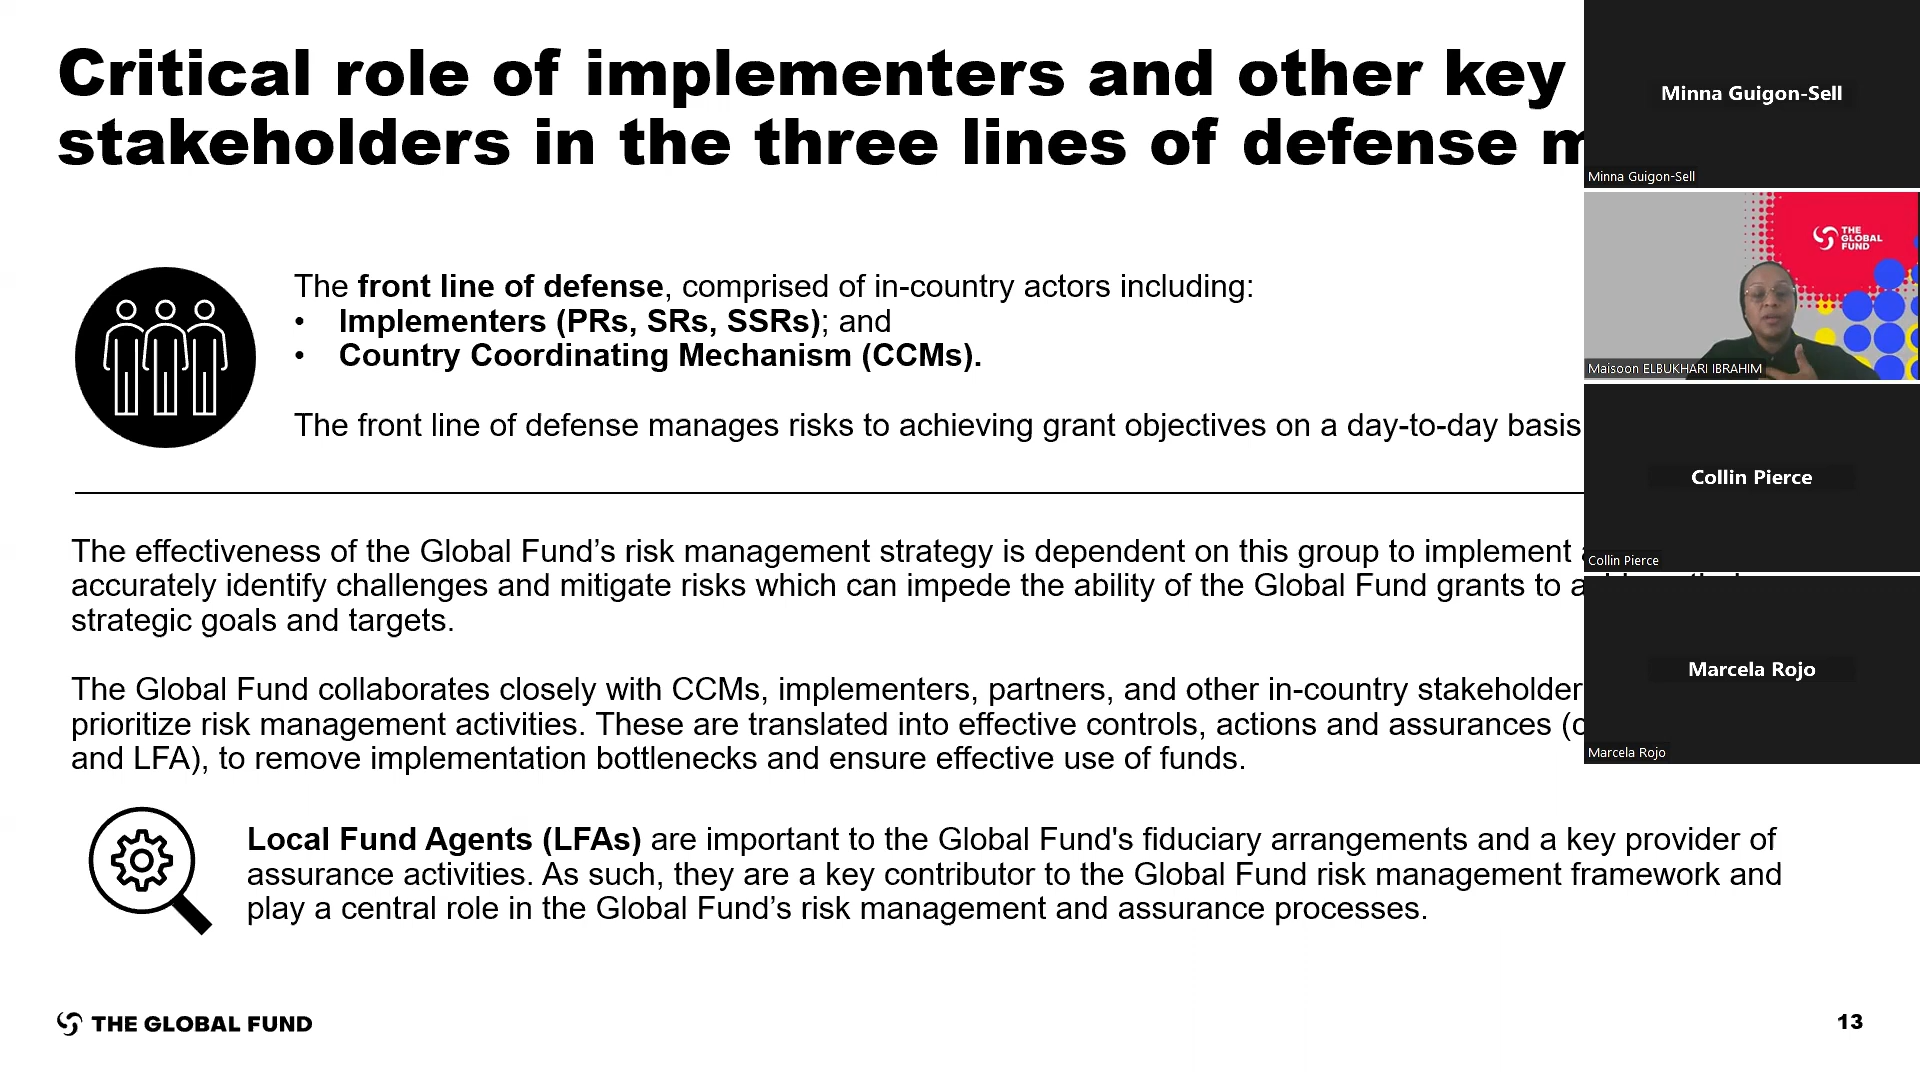 Critical role of implementers and other key
stakeholders in the three lines of defense m
The front line of defense, comprised of in-country actors including:
• Implementers (PRs, SRs, SSRs); and
• Country Coordinating Mechanism (CCMs).
The front line of defense manages risks to achieving grant objectives on a day-to-day basis
The effectiveness of the Global Fund’s risk management strategy is dependent on this group to implement
accurately identify challenges and mitigate risks which can impede the ability of the Global Fund grants to
strategic goals and targets.
The Global Fund collaborates closely with CCMs, implementers, partners, and other in-country stakeholder
prioritize risk management activities. These are translated into effective controls, actions and assurances (
and LFA), to remove implementation bottlenecks and ensure effective use of funds.
Local Fund Agents (LFAs) are important to the Global Fund's fiduciary arrangements and a key provider of
assurance activities. As such, they are a key contributor to the Global Fund risk management framework and
play a central role in the Global Fund’s risk management and assurance processes.
THE GLOBAL FUND
13
Minna Guigon-Sell
Minna Guigon-Sell
THE
GLOBAL
FUND
Maisoon ELBUKHARI IBRAHIM
Collin Pierce
Collin Pierce
Marcela Rojo
Marcela Rojo